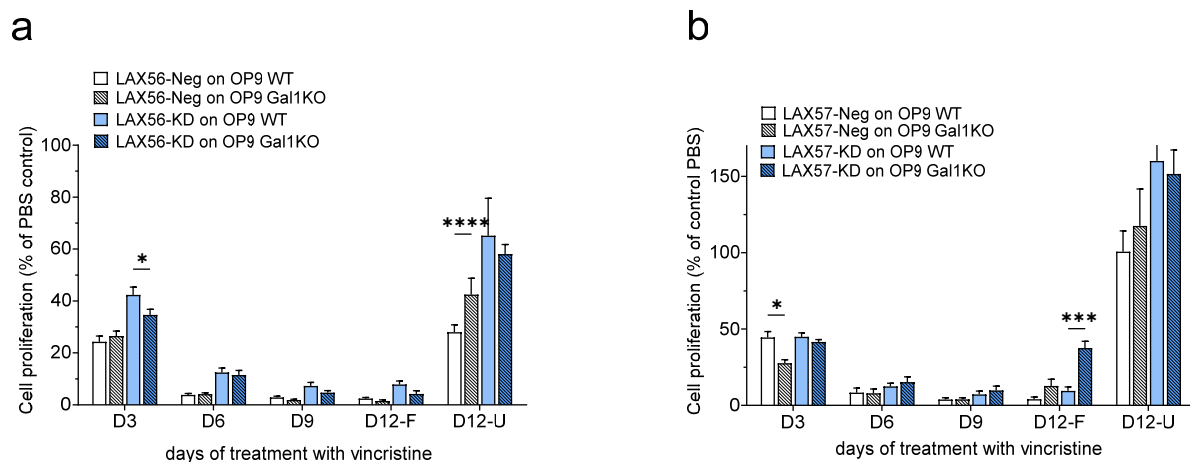 a
LAX56-Neg on OP9 WT
LAX56-Neg on OP9 Gal1KO
LAX56-KD on OP9 WT
LAX56-KD on OP9 Gal1KO
Cell proliferation (% of PBS control)
100
80
60
40
20
0
*
****
D3 D6 D9 D12-F D12-U
days of treatment with vincristine
b
LAX57-Neg on OP9 WT
LAX57-Neg on OP9 Gal1KO
LAX57-KD on OP9 WT
LAX57-KD on OP9 Gal1KO
Cell proliferation (% of control PBS)
150
100
50
0
*
***
D3 D6 D9 D12-F D12-U
days of treatment with vincristine